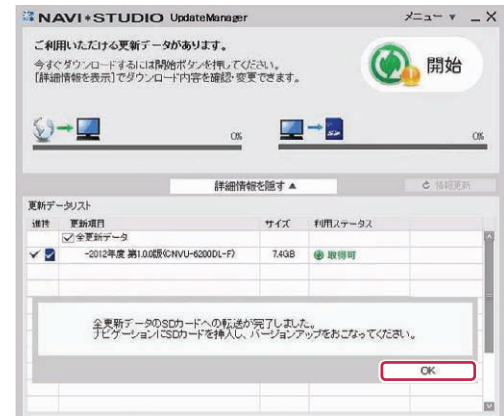 NAVI*STUDIO UpdateManager
メニュー ▼ _ X
ご利用いただける更新データがあります。
今すぐダウンロードするには開始ボタンを押してください。
[詳細情報を表示]でダウンロード内容を確認・変更できます。
開始
0%
SD
0%
詳細情報を隠す ▲
情報更新
更新データリスト
進捗 更新項目 サイズ 利用ステータス
全更新データ
-2012年度 第1.0.0版(CNVU-6200DL-F) 7.4GB 取得可
全更新データのSDカードへの転送が完了しました。
ナビゲーションにSDカードを挿入し、バージョンアップをおこなってください。
OK